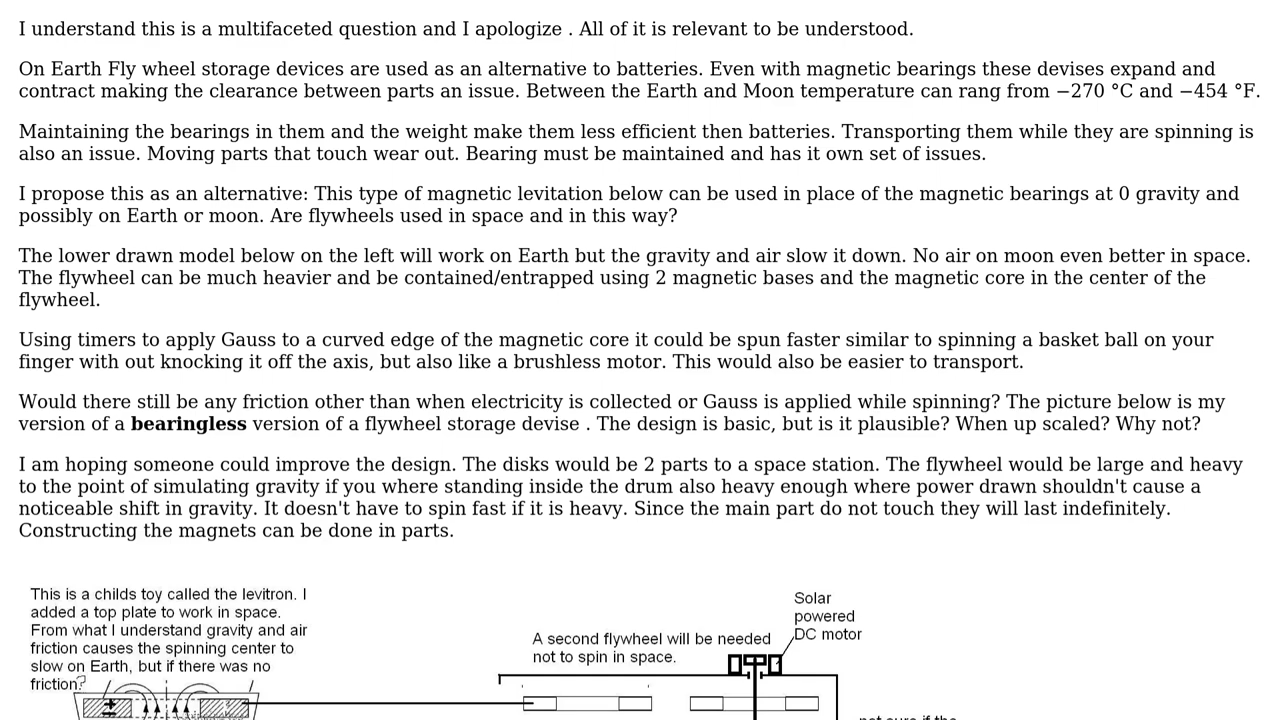 I understand this is a multifaceted question and I apologize . All of it is relevant to be understood.
On Earth Fly wheel storage devices are used as an alternative to batteries. Even with magnetic bearings these devises expand and
contract making the clearance between parts an issue. Between the Earth and Moon temperature can rang from −270 °C and −454 °F.
Maintaining the bearings in them and the weight make them less efficient then batteries. Transporting them while they are spinning is
also an issue. Moving parts that touch wear out. Bearing must be maintained and has it own set of issues.
I propose this as an alternative: This type of magnetic levitation below can be used in place of the magnetic bearings at 0 gravity and
possibly on Earth or moon. Are flywheels used in space and in this way?
The lower drawn model below on the left will work on Earth but the gravity and air slow it down. No air on moon even better in space.
The flywheel can be much heavier and be contained/entrapped using 2 magnetic bases and the magnetic core in the center of the
flywheel.
Using timers to apply Gauss to a curved edge of the magnetic core it could be spun faster similar to spinning a basket ball on your
finger with out knocking it off the axis, but also like a brushless motor. This would also be easier to transport.
Would there still be any friction other than when electricity is collected or Gauss is applied while spinning? The picture below is my
version of a bearingless version of a flywheel storage devise . The design is basic, but is it plausible? When up scaled? Why not?
I am hoping someone could improve the design. The disks would be 2 parts to a space station. The flywheel would be large and heavy
to the point of simulating gravity if you where standing inside the drum also heavy enough where power drawn shouldn't cause a
noticeable shift in gravity. It doesn't have to spin fast if it is heavy. Since the main part do not touch they will last indefinitely.
Constructing the magnets can be done in parts.
This is a childs toy called the levitron. I
added a top plate to work in space.
From what I understand gravity and air
friction causes the spinning center to
slow on Earth, but if there was no
friction?
A second flywheel will be needed
not to spin in space.
Solar
powered
DC motor
not sure if the